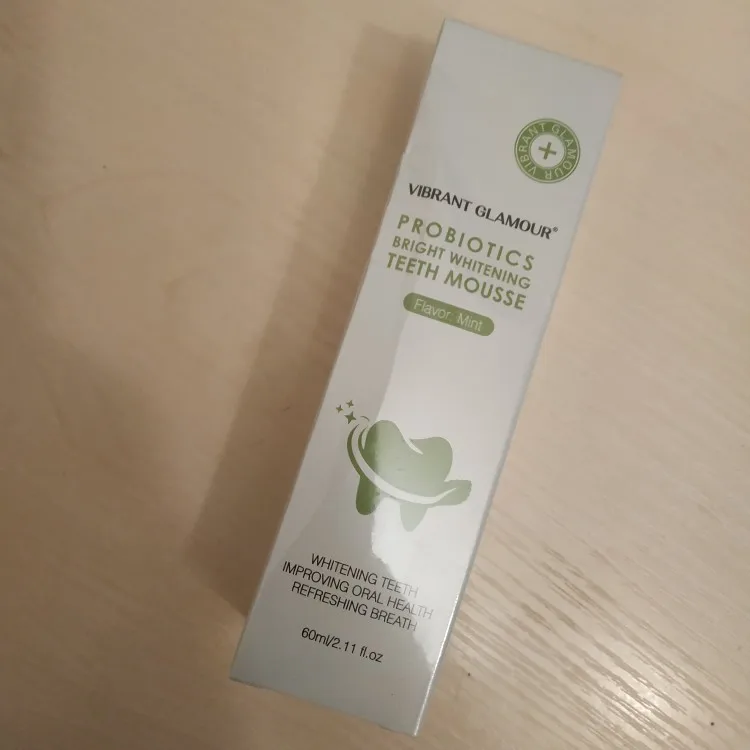 VIBRANT GLAMOUR
VIBRANT GLAMOUR®
PROBIOTICS
BRIGHT WHITENING
TEETH MOUSSE
Flavor: Mint
WHITENING TEETH
IMPROVING ORAL HEALTH
REFRESHING BREATH
60ml/2.11 fl.oz